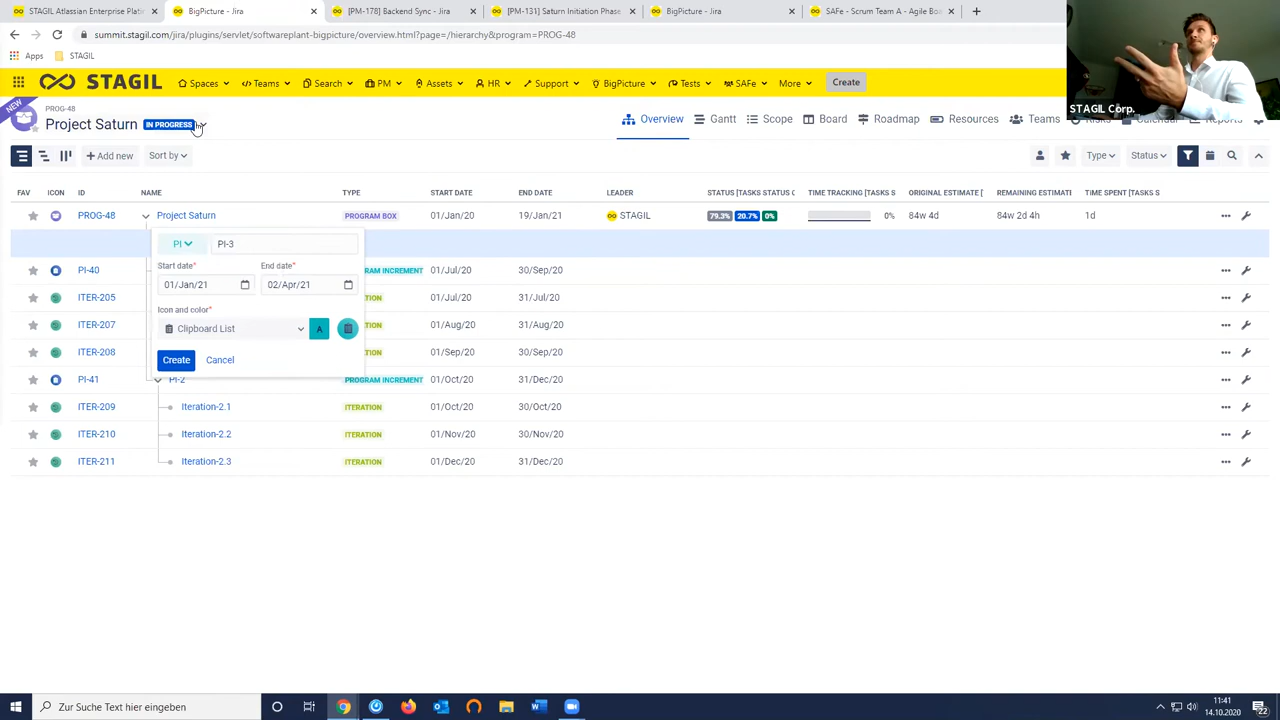 STAGIL Atlassian Enterprise Platf
BigPicture - Jira
[PM-178] Backend Sync - Jira
[PM-131] Saturn Initiation Phase
BigPicture - Jira
SAFe - Scrum Team A - Agile Boa
summit.stagil.com/jira/plugins/servlet/softwareplant-bigpicture/overview.html?page=/hierarchy&program=PROG-48
Apps STAGIL
STAGIL Spaces Teams Search PM Assets HR Support BigPicture Tests SAFe More Create
STAGIL Corp.
NEW
PROG-48
Project Saturn IN PROGRESS
Overview Gantt Scope Board Roadmap Resources Teams Risks Calendar Reports
Add new Sort by Type Status
FAV ICON ID NAME TYPE START DATE END DATE LEADER STATUS [TASKS STATUS C TIME TRACKING [TASKS S ORIGINAL ESTIMATE [ REMAINING ESTIMATI TIME SPENT [TASKS S
PROG-48 Project Saturn PROGRAM BOX 01/Jan/20 19/Jan/21 STAGIL 79.3% 20.7% 0% 0% 84w 4d 84w 2d 4h 1d
PI PI-3
Start date* End date*
01/Jan/21 02/Apr/21
Icon and color*
Clipboard List A
Create Cancel
PI-40 GRAM INCREMENT 01/Jul/20 30/Sep/20
ITER-205 TION 01/Jul/20 31/Jul/20
ITER-207 TION 01/Aug/20 31/Aug/20
ITER-208 TION 01/Sep/20 30/Sep/20
PI-41 PI-2 PROGRAM INCREMENT 01/Oct/20 31/Dec/20
ITER-209 Iteration-2.1 ITERATION 01/Oct/20 30/Oct/20
ITER-210 Iteration-2.2 ITERATION 01/Nov/20 30/Nov/20
ITER-211 Iteration-2.3 ITERATION 01/Dec/20 31/Dec/20
Zur Suche Text hier eingeben
11:41
14.10.2020
22